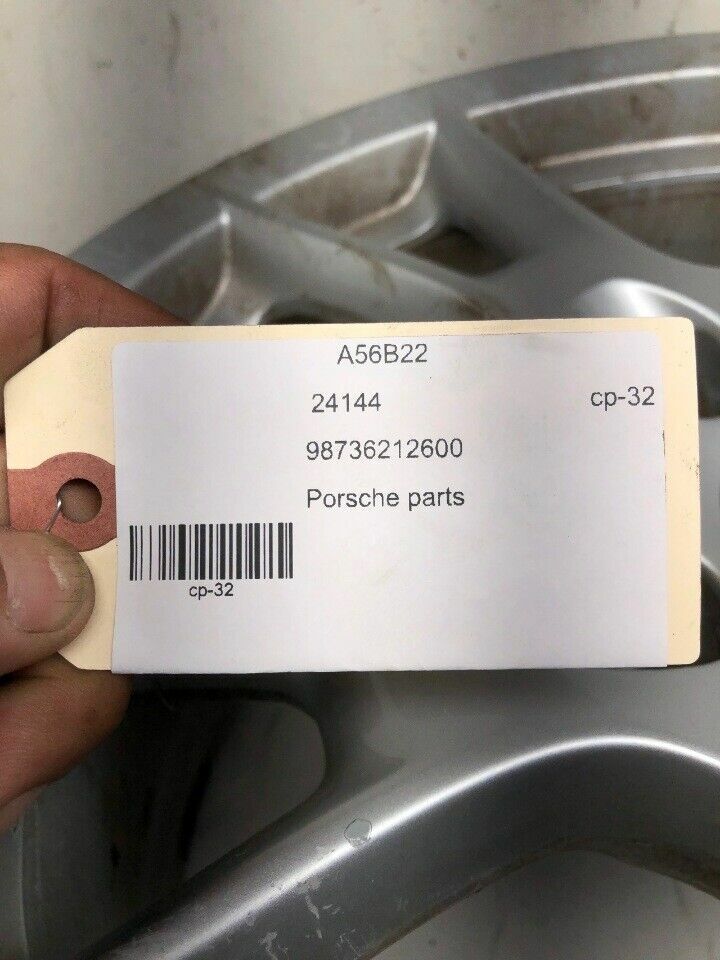 A56B22
24144 cp-32
98736212600
Porsche parts
cp-32